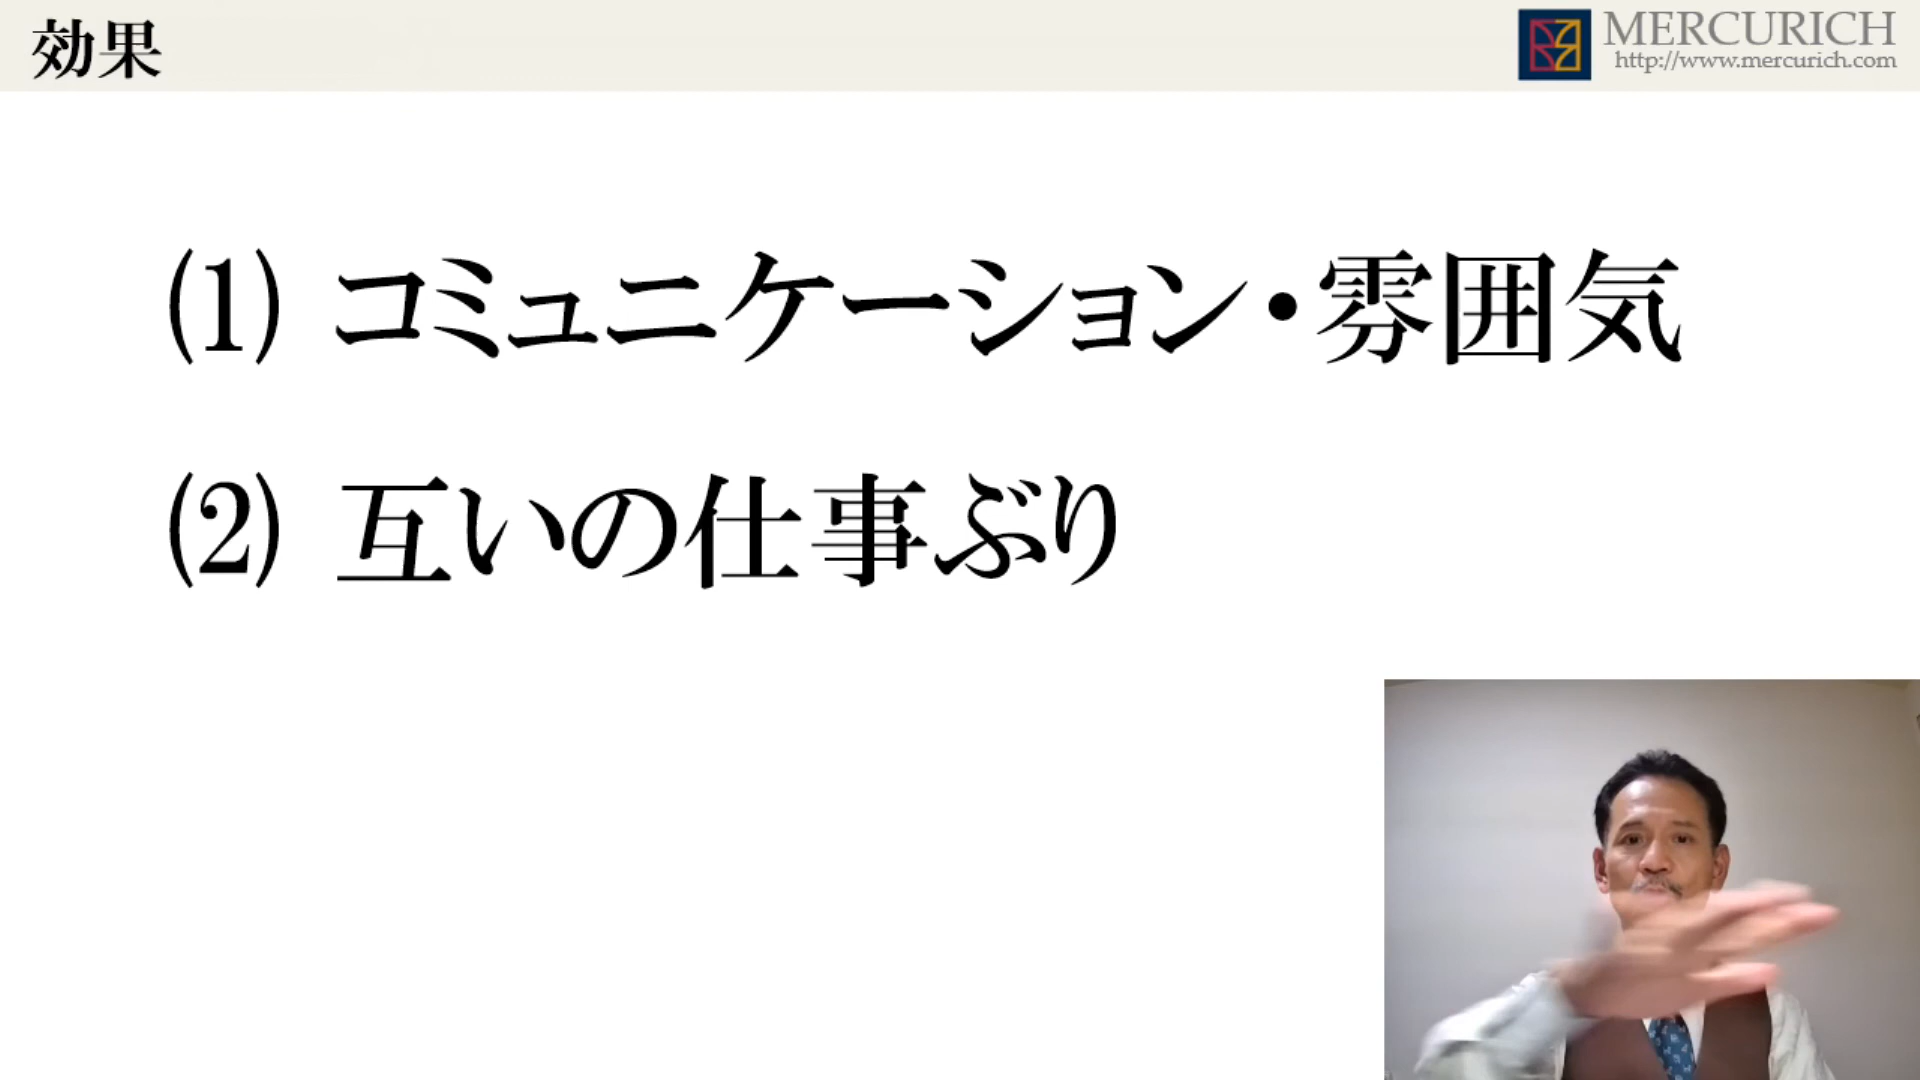 効果
MERCURICH
http://www.mercurich.com
(1) コミュニケーション・雰囲気
(2) 互いの仕事ぶり